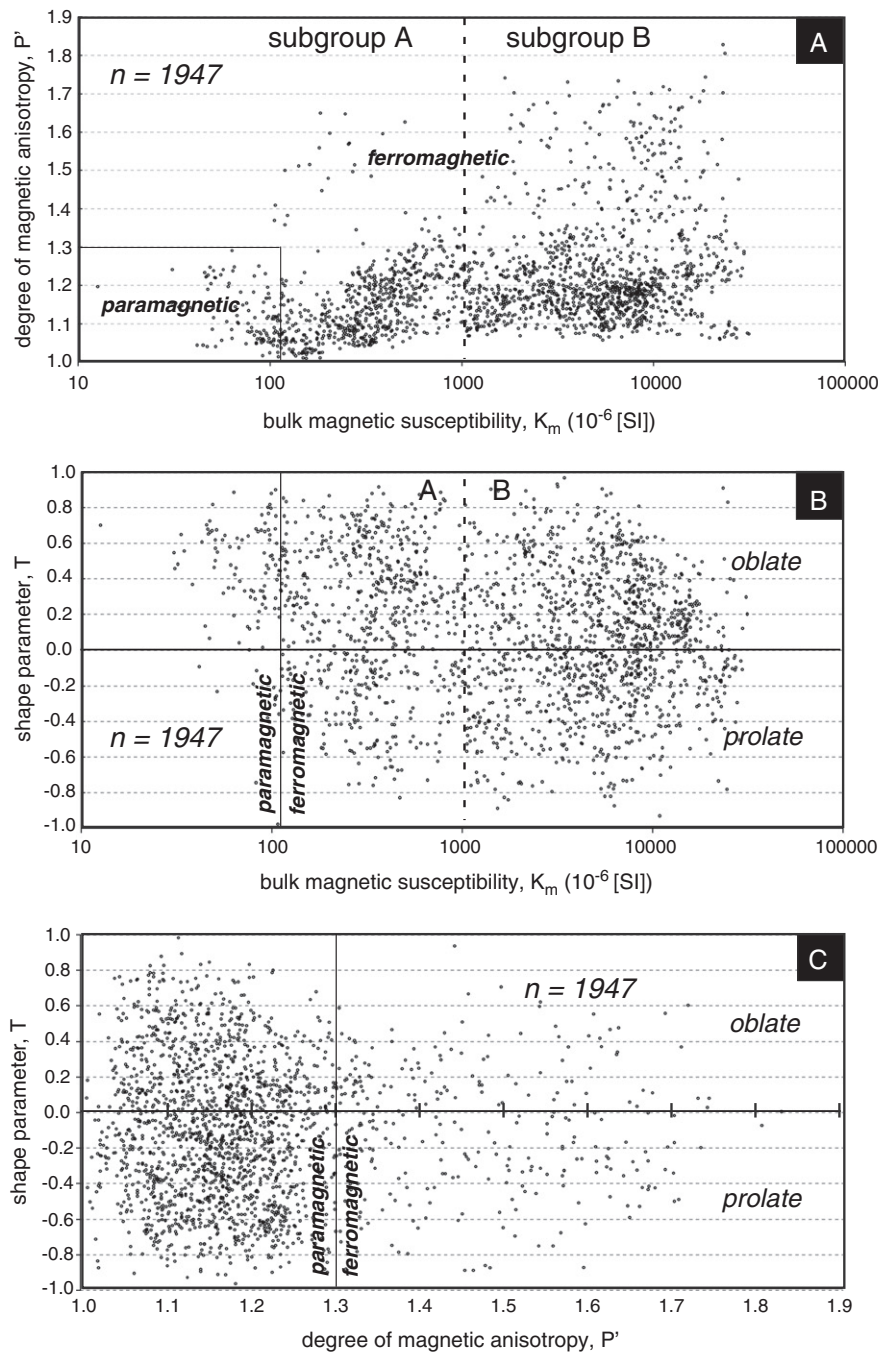 A
subgroup A
subgroup B
n = 1947
ferromagnetic
paramagnetic
degree of magnetic anisotropy, P'
1.9
1.8
1.7
1.6
1.5
1.4
1.3
1.2
1.1
1.0
10
100
1000
10000
100000
bulk magnetic susceptibility, Km (10-6 [SI])
B
A
B
oblate
prolate
n = 1947
paramagnetic
ferromagnetic
shape parameter, T
1.0
0.8
0.6
0.4
0.2
0.0
-0.2
-0.4
-0.6
-0.8
-1.0
10
100
1000
10000
100000
bulk magnetic susceptibility, Km (10-6 [SI])
C
n = 1947
oblate
prolate
paramagnetic
ferromagnetic
shape parameter, T
1.0
0.8
0.6
0.4
0.2
0.0
-0.2
-0.4
-0.6
-0.8
-1.0
1.0
1.1
1.2
1.3
1.4
1.5
1.6
1.7
1.8
1.9
degree of magnetic anisotropy, P'